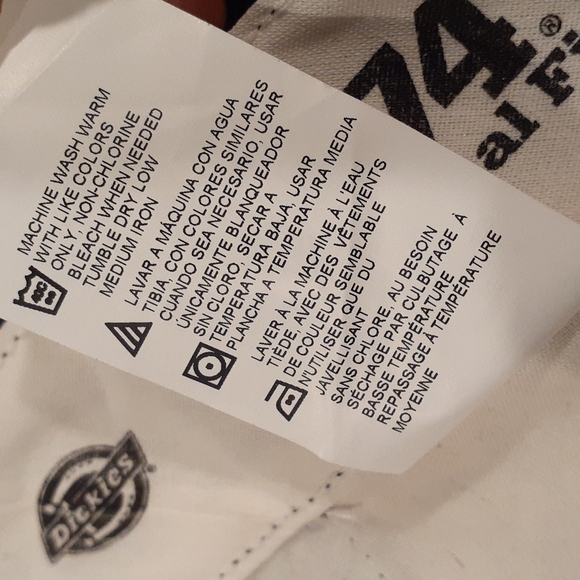 MACHINE WASH WARM
WITH LIKE COLORS
ONLY, NON-CHLORINE
BLEACH WHEN NEEDED
TUMBLE DRY LOW
MEDIUM IRON
LAVAR A MÁQUINA CON AGUA
TIBIA, CON COLORES SIMILARES
CUANDO SEA NECESARIO, USAR
ÚNICAMENTE BLANQUEADOR
SIN CLORO, SECAR A
TEMPERATURA BAJA, USAR
PLANCHA A TEMPERATURA MEDIA
LAVER À LA MACHINE À L'EAU
TIÈDE, AVEC DES VÊTEMENTS
DE COULEUR SEMBLABLE
N'UTILISER QUE DU
JAVELLISANT
SANS CHLORE, AU BESOIN
SÉCHAGE PAR CULBUTAGE À
BASSE TEMPÉRATURE
REPASSAGE À TEMPÉRATURE
MOYENNE
74®
al F
Dickies